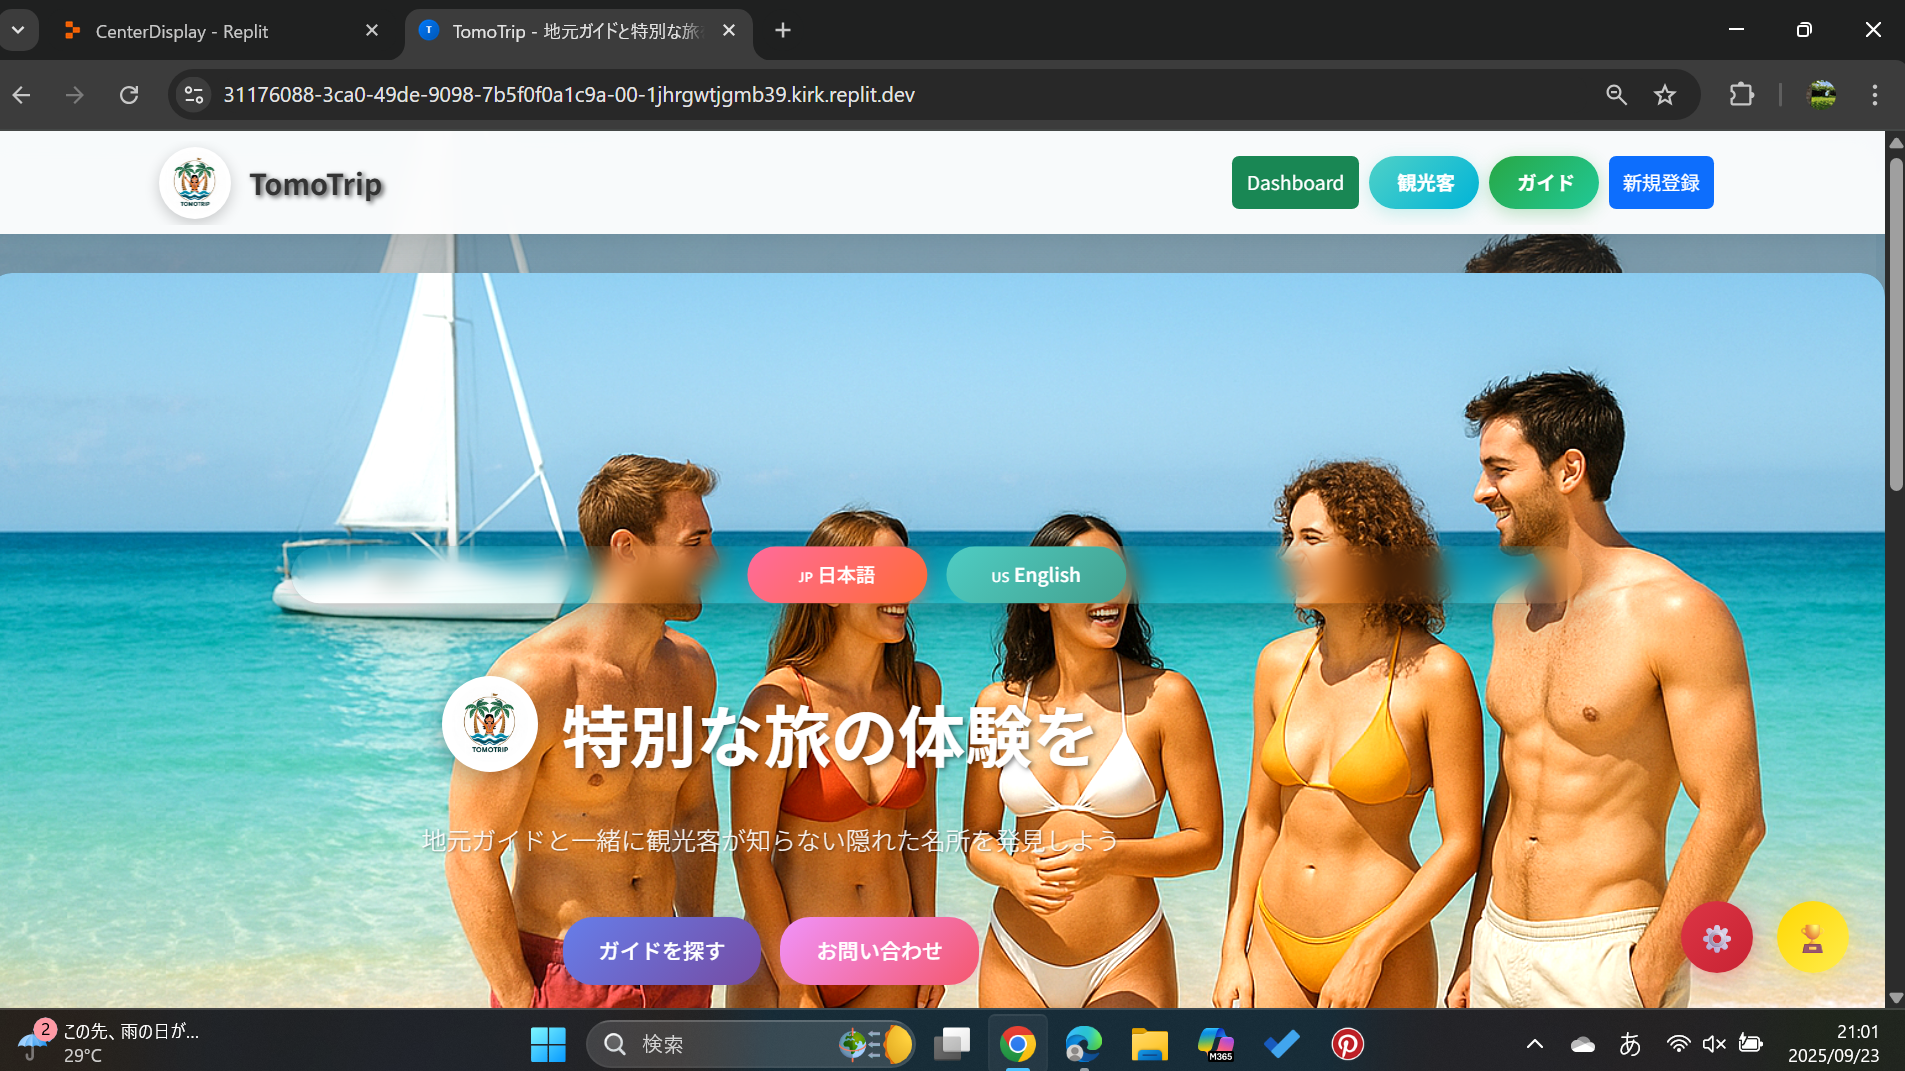 CenterDisplay - Replit
TomoTrip - 地元ガイドと特別な旅
31176088-3ca0-49de-9098-7b5f0f0a1c9a-00-1jhrgwtjgmb39.kirk.replit.dev
TOMOTRIP
TomoTrip
Dashboard
観光客
ガイド
新規登録
JP 日本語
US English
TOMOTRIP
特別な旅の体験を
地元ガイドと一緒に観光客が知らない隠れた名所を発見しよう
ガイドを探す
お問い合わせ
2
この先、雨の日が...
29°C
検索
M365
あ
21:01
2025/09/23